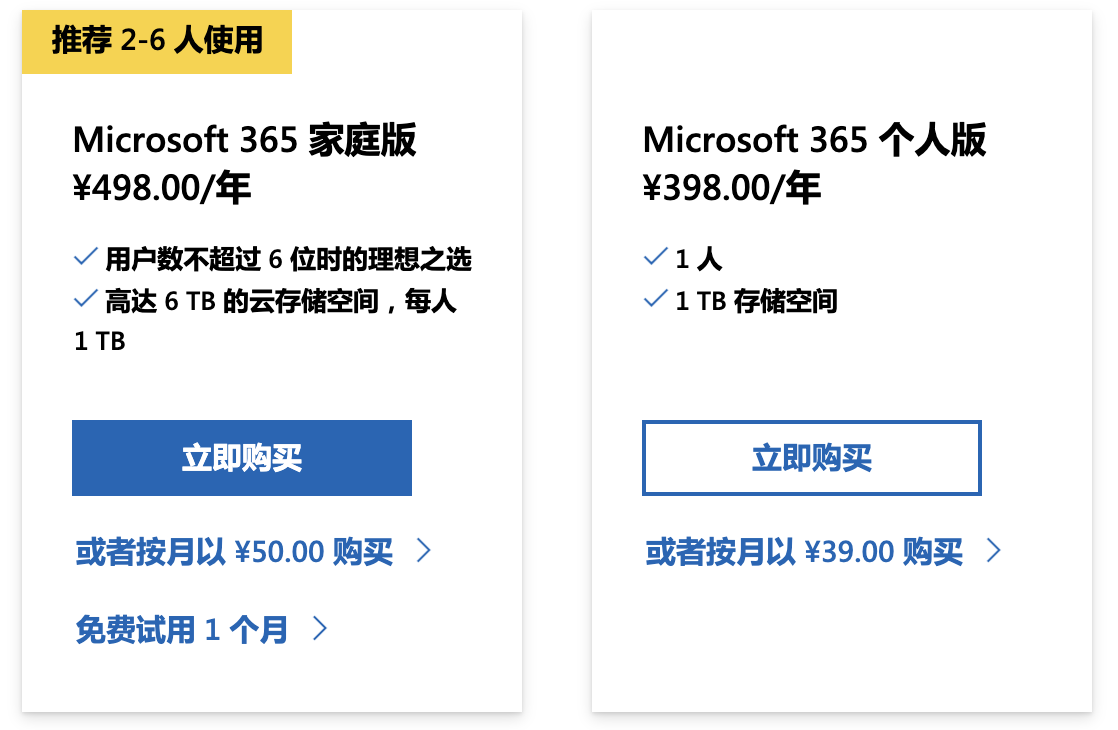 推荐 2-6 人使用
Microsoft 365 家庭版
¥498.00/年
用户数不超过 6 位时的理想之选
高达 6 TB 的云存储空间，每人
1 TB
立即购买
或者按月以 ¥50.00 购买
免费试用 1 个月
Microsoft 365 个人版
¥398.00/年
1 人
1 TB 存储空间
立即购买
或者按月以 ¥39.00 购买